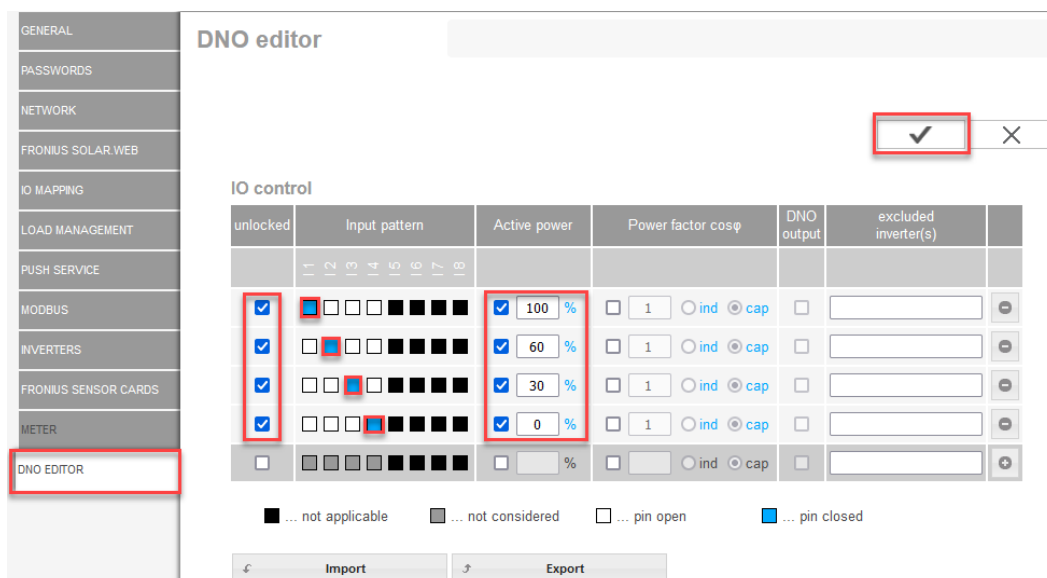 GENERAL
PASSWORDS
NETWORK
FRONIUS SOLAR.WEB
IO MAPPING
LOAD MANAGEMENT
PUSH SERVICE
MODBUS
INVERTERS
FRONIUS SENSOR CARDS
METER
DNO EDITOR
DNO editor
IO control
unlocked Input pattern Active power Power factor cosφ DNO output excluded inverter(s)
I1 I2 I3 I4 I5 I6 I7 I8
100 % 1 ind cap
60 % 1 ind cap
30 % 1 ind cap
0 % 1 ind cap
% ind cap
... not applicable ... not considered ... pin open ... pin closed
Import Export